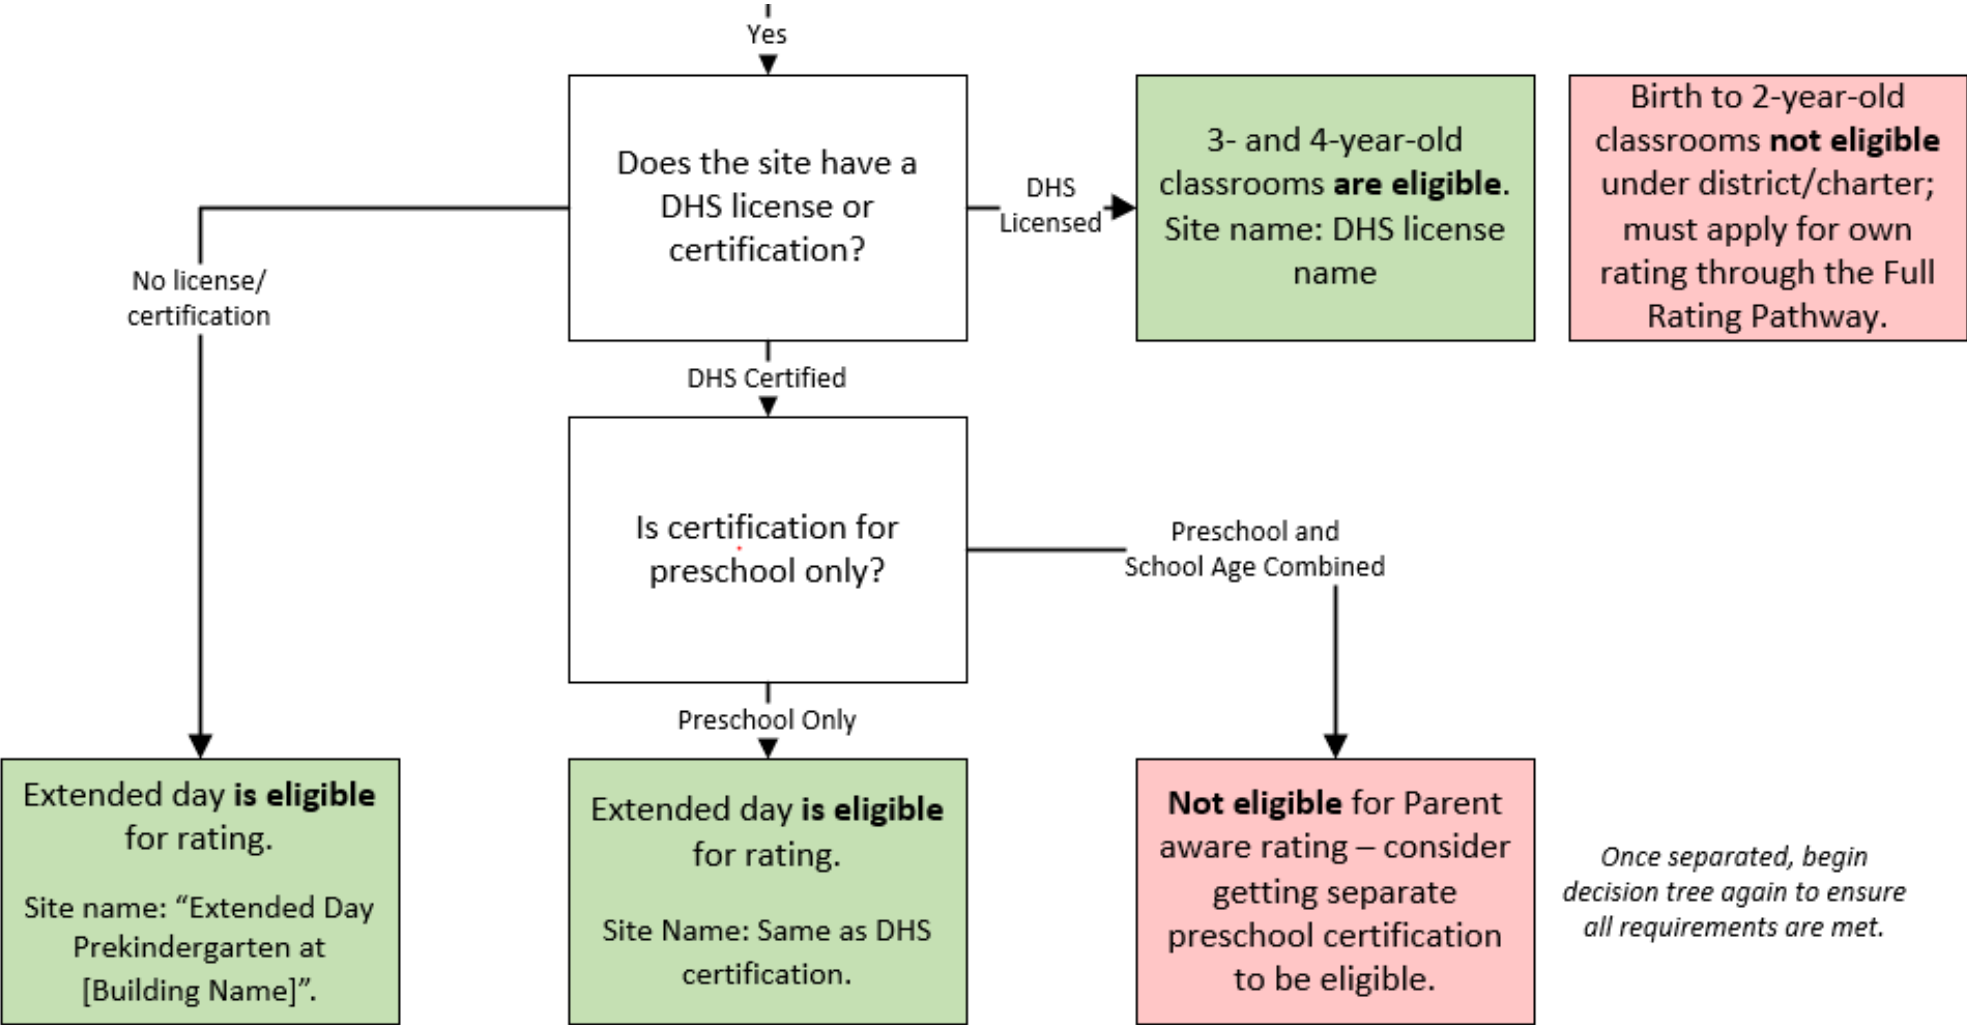 Yes
Does the site have a
DHS license or
certification?
DHS
Licensed
3- and 4-year-old
classrooms are eligible.
Site name: DHS license
name
Birth to 2-year-old
classrooms not eligible
under district/charter;
must apply for own
rating through the Full
Rating Pathway.
No license/
certification
DHS Certified
Is certification for
preschool only?
Preschool and
School Age Combined
Preschool Only
Extended day is eligible
for rating.
Site name: “Extended Day
Prekindergarten at
[Building Name]”.
Extended day is eligible
for rating.
Site Name: Same as DHS
certification.
Not eligible for Parent
aware rating – consider
getting separate
preschool certification
to be eligible.
Once separated, begin
decision tree again to ensure
all requirements are met.